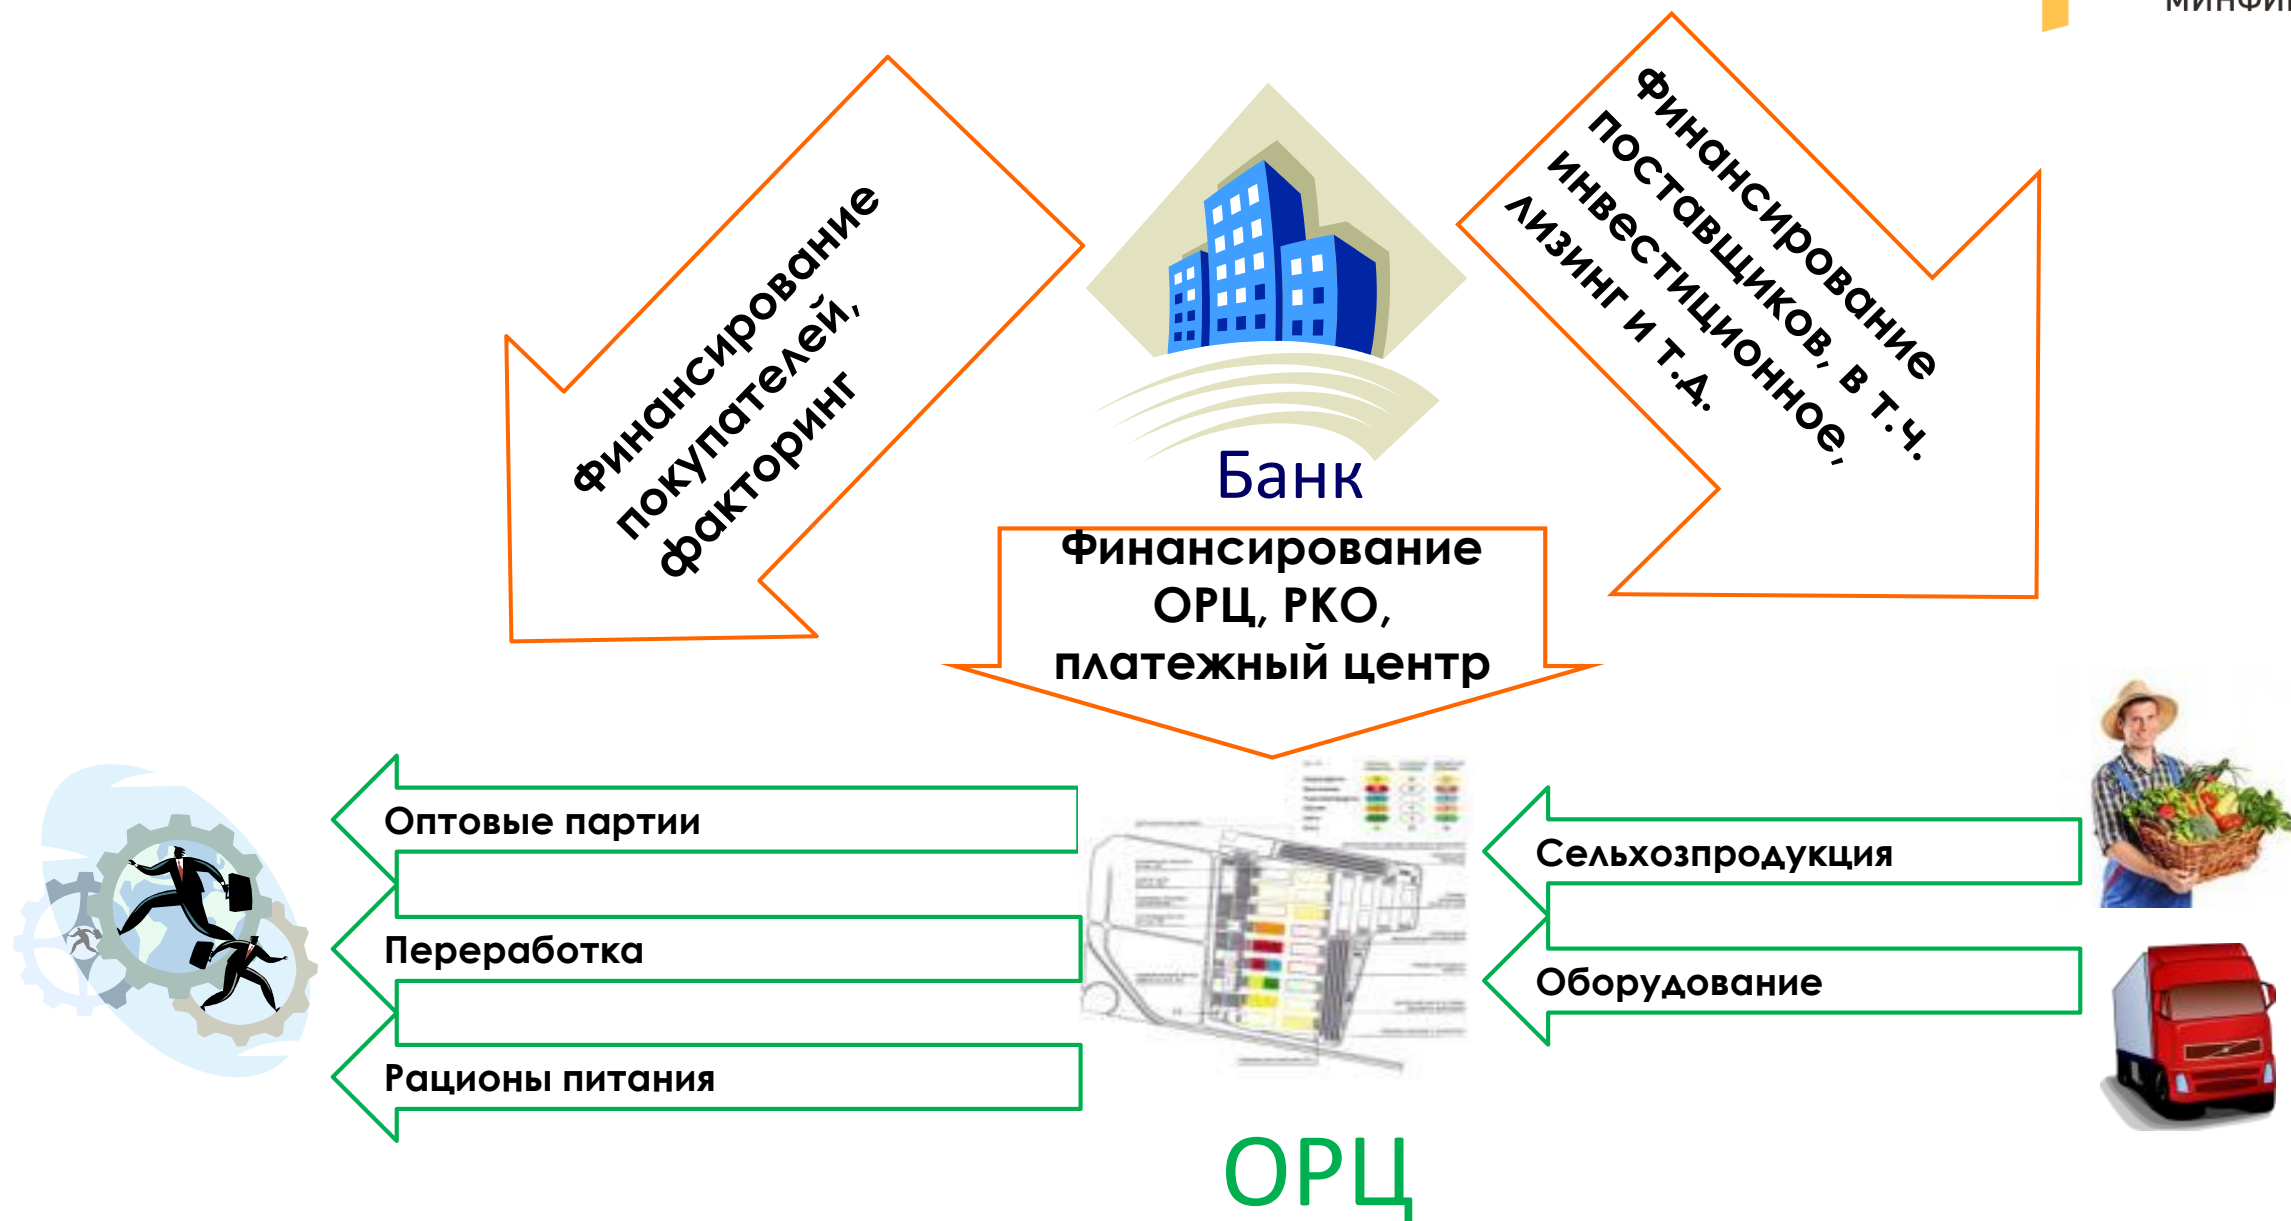 Финансирование
покупателей,
факторинг
Финансирование
поставщиков, в т.ч.
инвестиционное,
лизинг и т.д.
Банк
Финансирование
ОРЦ, РКО,
платежный центр
Оптовые партии
Переработка
Рационы питания
Сельхозпродукция
Оборудование
ОРЦ